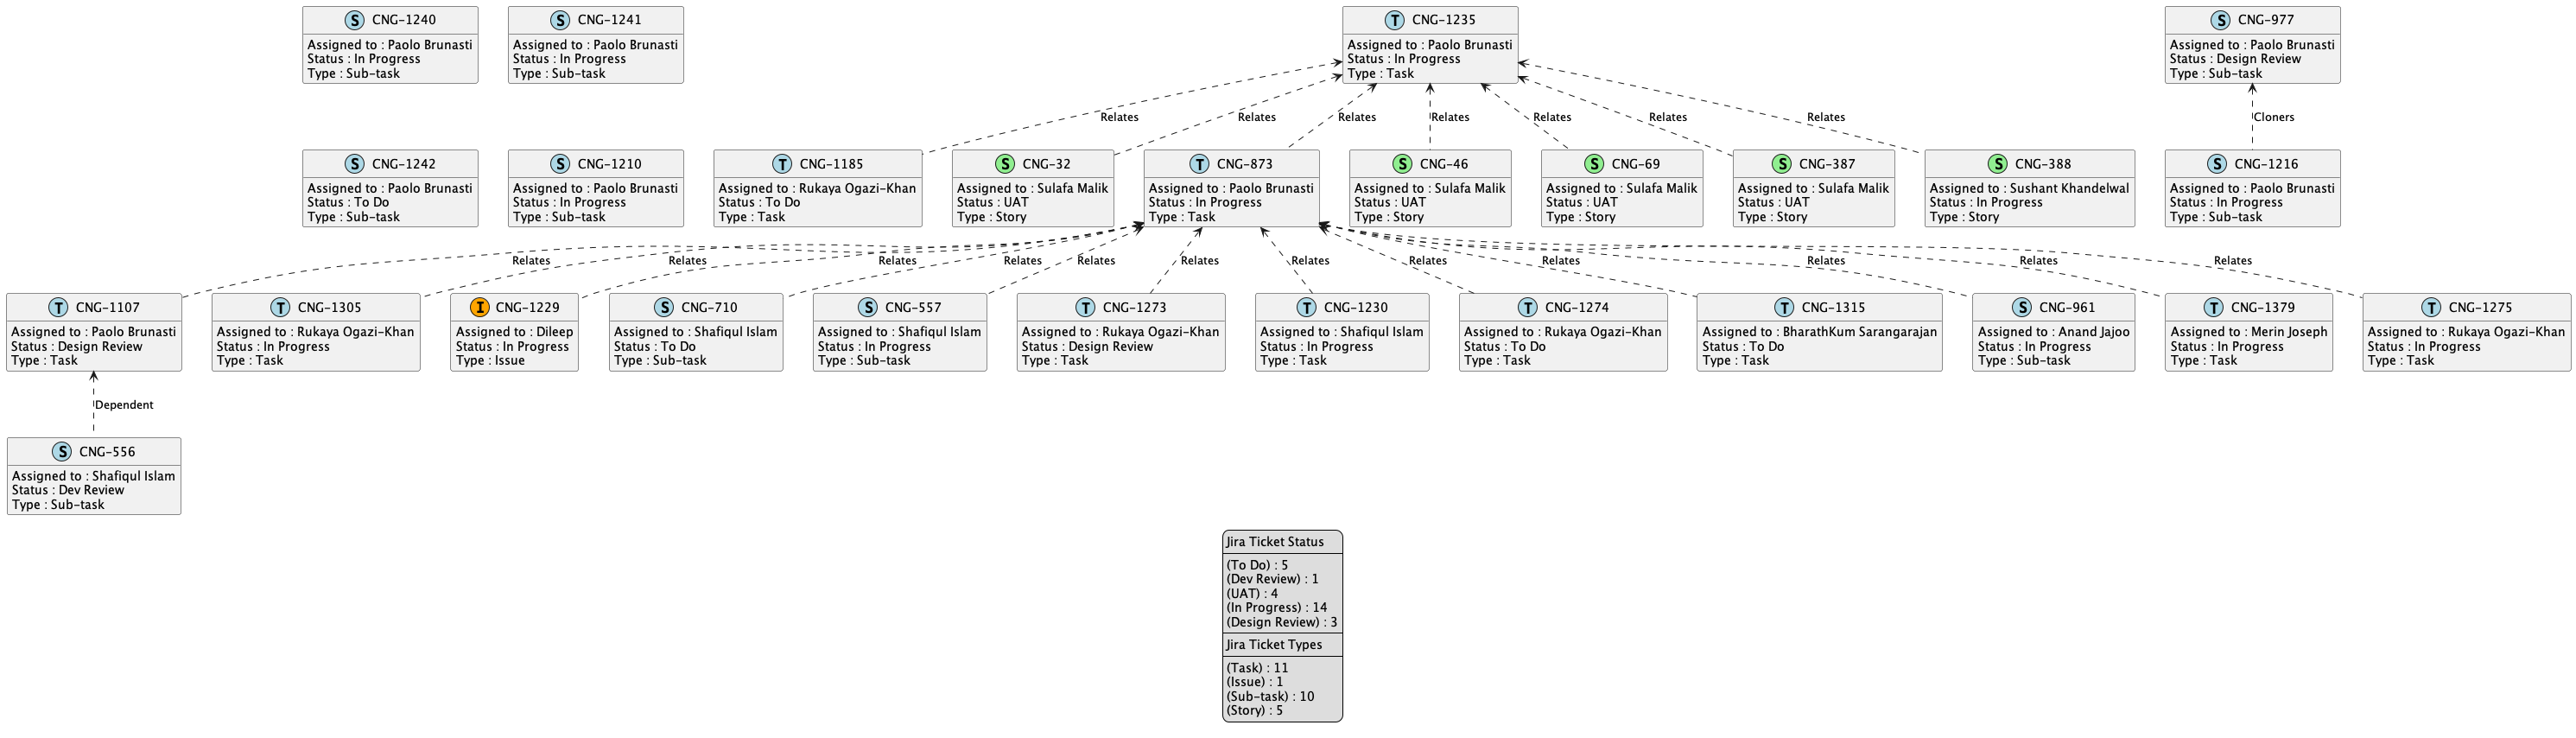 S CNG-1240
Assigned to : Paolo Brunasti
Status : In Progress
Type : Sub-task
S CNG-1241
Assigned to : Paolo Brunasti
Status : In Progress
Type : Sub-task
T CNG-1235
Assigned to : Paolo Brunasti
Status : In Progress
Type : Task
S CNG-977
Assigned to : Paolo Brunasti
Status : Design Review
Type : Sub-task
Relates
Relates
Relates
Relates
Relates
Relates
Relates
Cloners
S CNG-1242
Assigned to : Paolo Brunasti
Status : To Do
Type : Sub-task
S CNG-1210
Assigned to : Paolo Brunasti
Status : In Progress
Type : Sub-task
T CNG-1185
Assigned to : Rukaya Ogazi-Khan
Status : To Do
Type : Task
S CNG-32
Assigned to : Sulafa Malik
Status : UAT
Type : Story
T CNG-873
Assigned to : Paolo Brunasti
Status : In Progress
Type : Task
S CNG-46
Assigned to : Sulafa Malik
Status : UAT
Type : Story
S CNG-69
Assigned to : Sulafa Malik
Status : UAT
Type : Story
S CNG-387
Assigned to : Sulafa Malik
Status : UAT
Type : Story
S CNG-388
Assigned to : Sushant Khandelwal
Status : In Progress
Type : Story
S CNG-1216
Assigned to : Paolo Brunasti
Status : In Progress
Type : Sub-task
Relates
Relates
Relates
Relates
Relates
Relates
Relates
Relates
Relates
Relates
Relates
Relates
T CNG-1107
Assigned to : Paolo Brunasti
Status : Design Review
Type : Task
T CNG-1305
Assigned to : Rukaya Ogazi-Khan
Status : In Progress
Type : Task
I CNG-1229
Assigned to : Dileep
Status : In Progress
Type : Issue
S CNG-710
Assigned to : Shafiqul Islam
Status : To Do
Type : Sub-task
S CNG-557
Assigned to : Shafiqul Islam
Status : In Progress
Type : Sub-task
T CNG-1273
Assigned to : Rukaya Ogazi-Khan
Status : Design Review
Type : Task
T CNG-1230
Assigned to : Shafiqul Islam
Status : In Progress
Type : Task
T CNG-1274
Assigned to : Rukaya Ogazi-Khan
Status : To Do
Type : Task
T CNG-1315
Assigned to : BharathKum Sarangarajan
Status : To Do
Type : Task
S CNG-961
Assigned to : Anand Jajoo
Status : In Progress
Type : Sub-task
T CNG-1379
Assigned to : Merin Joseph
Status : In Progress
Type : Task
T CNG-1275
Assigned to : Rukaya Ogazi-Khan
Status : In Progress
Type : Task
Dependent
S CNG-556
Assigned to : Shafiqul Islam
Status : Dev Review
Type : Sub-task
Jira Ticket Status
(To Do) : 5
(Dev Review) : 1
(UAT) : 4
(In Progress) : 14
(Design Review) : 3
Jira Ticket Types
(Task) : 11
(Issue) : 1
(Sub-task) : 10
(Story) : 5